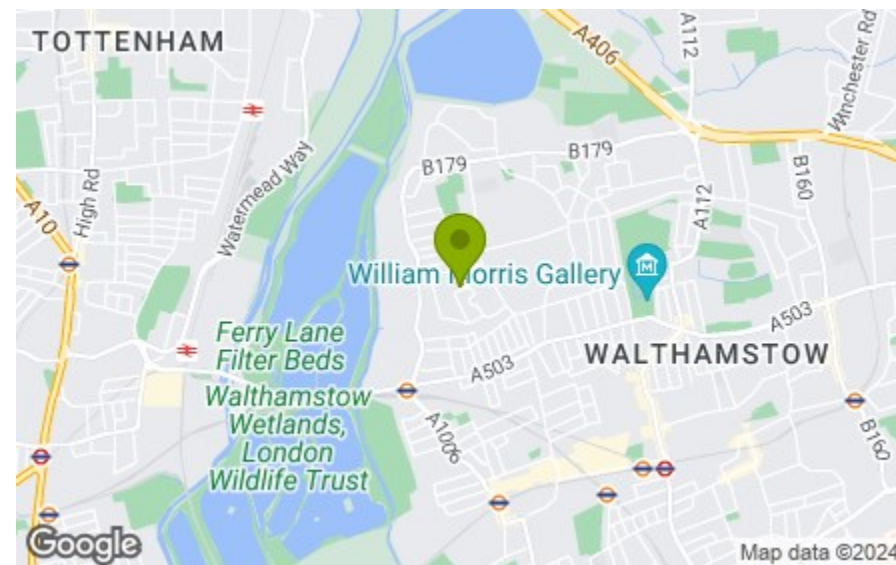 TOTTENHAM
A406
A112
Winchester Rd
Watermead Way
High Rd
A10
B179
B179
A112
B160
William Morris Gallery
M
Ferry Lane
Filter Beds
Walthamstow
Wetlands,
London
Wildlife Trust
A503
A503
WALTHAMSTOW
A1006
B160
Google
Map data ©2024